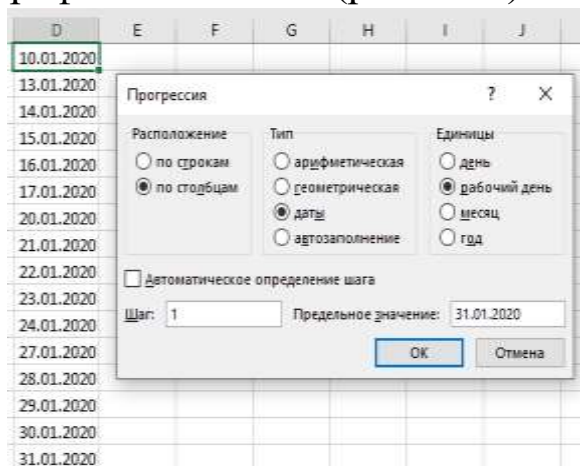 D E F G H I J
10.01.2020
13.01.2020
14.01.2020
15.01.2020
16.01.2020
17.01.2020
20.01.2020
21.01.2020
22.01.2020
23.01.2020
24.01.2020
27.01.2020
28.01.2020
29.01.2020
30.01.2020
31.01.2020
Прогрессия ? ×
Расположение Тип Единицы
по строкам арифметическая день
по столбцам геометрическая рабочий день
даты месяц
автозаполнение год
Автоматическое определение шага
Шаг: 1 Предельное значение: 31.01.2020
ОК Отмена